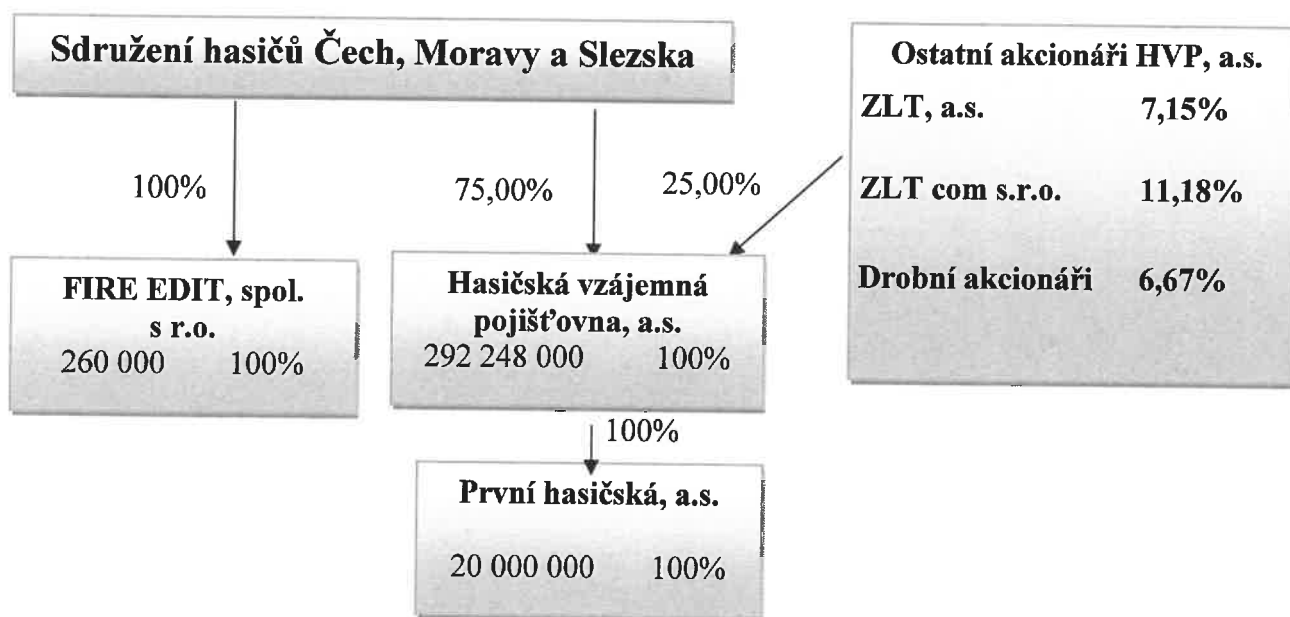 Sdružení hasičů Čech, Moravy a Slezska
Ostatní akcionáři HVP, a.s.
ZLT, a.s. 7,15%
ZLT com s.r.o. 11,18%
Drobní akcionáři 6,67%
100%
75,00%
25,00%
FIRE EDIT, spol.
s r.o.
260 000 100%
Hasičská vzájemná
pojišťovna, a.s.
292 248 000 100%
100%
První hasičská, a.s.
20 000 000 100%